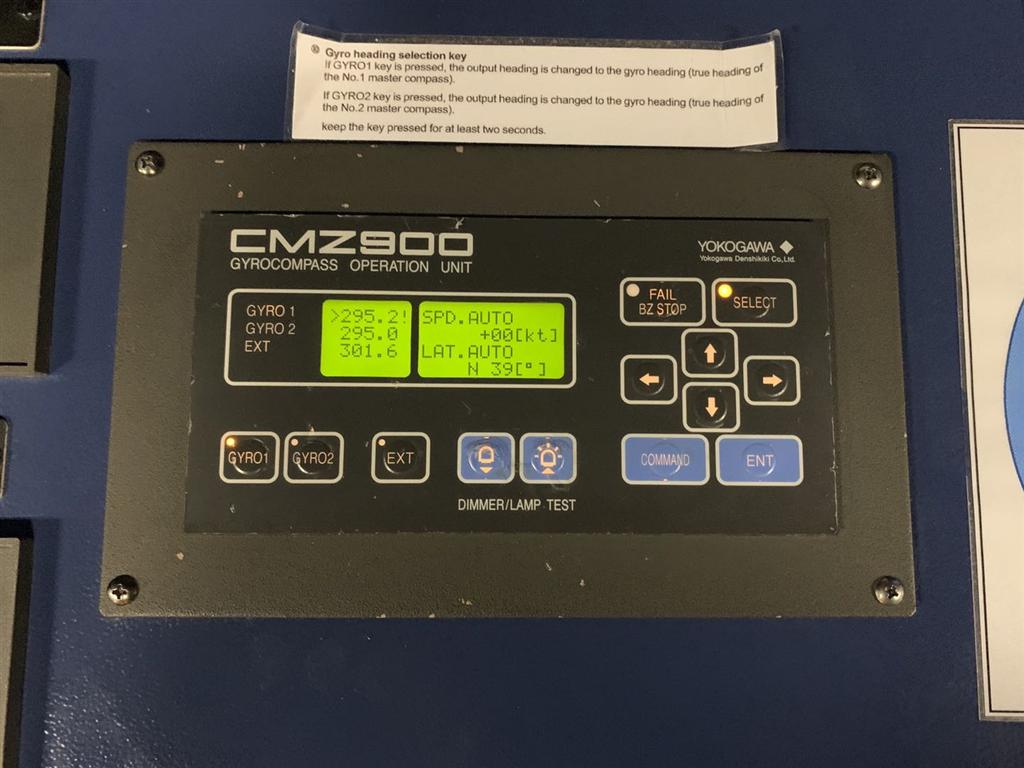 ® Gyro heading selection key
If GYRO1 key is pressed, the output heading is changed to the gyro heading (true heading of
the No.1 master compass).
If GYRO2 key is pressed, the output heading is changed to the gyro heading (true heading of
the No.2 master compass).
keep the key pressed for at least two seconds.
CMZ900
GYROCOMPASS OPERATION UNIT
YOKOGAWA
Yokogawa Denshikiki Co,Ltd.
GYRO 1 >295.2! SPD.AUTO
GYRO 2 295.0 +00[kt]
EXT 301.6 LAT.AUTO
N 39[°]
FAIL
BZ STOP
SELECT
GYRO1 GYRO2 EXT
DIMMER/LAMP TEST
COMMAND ENT